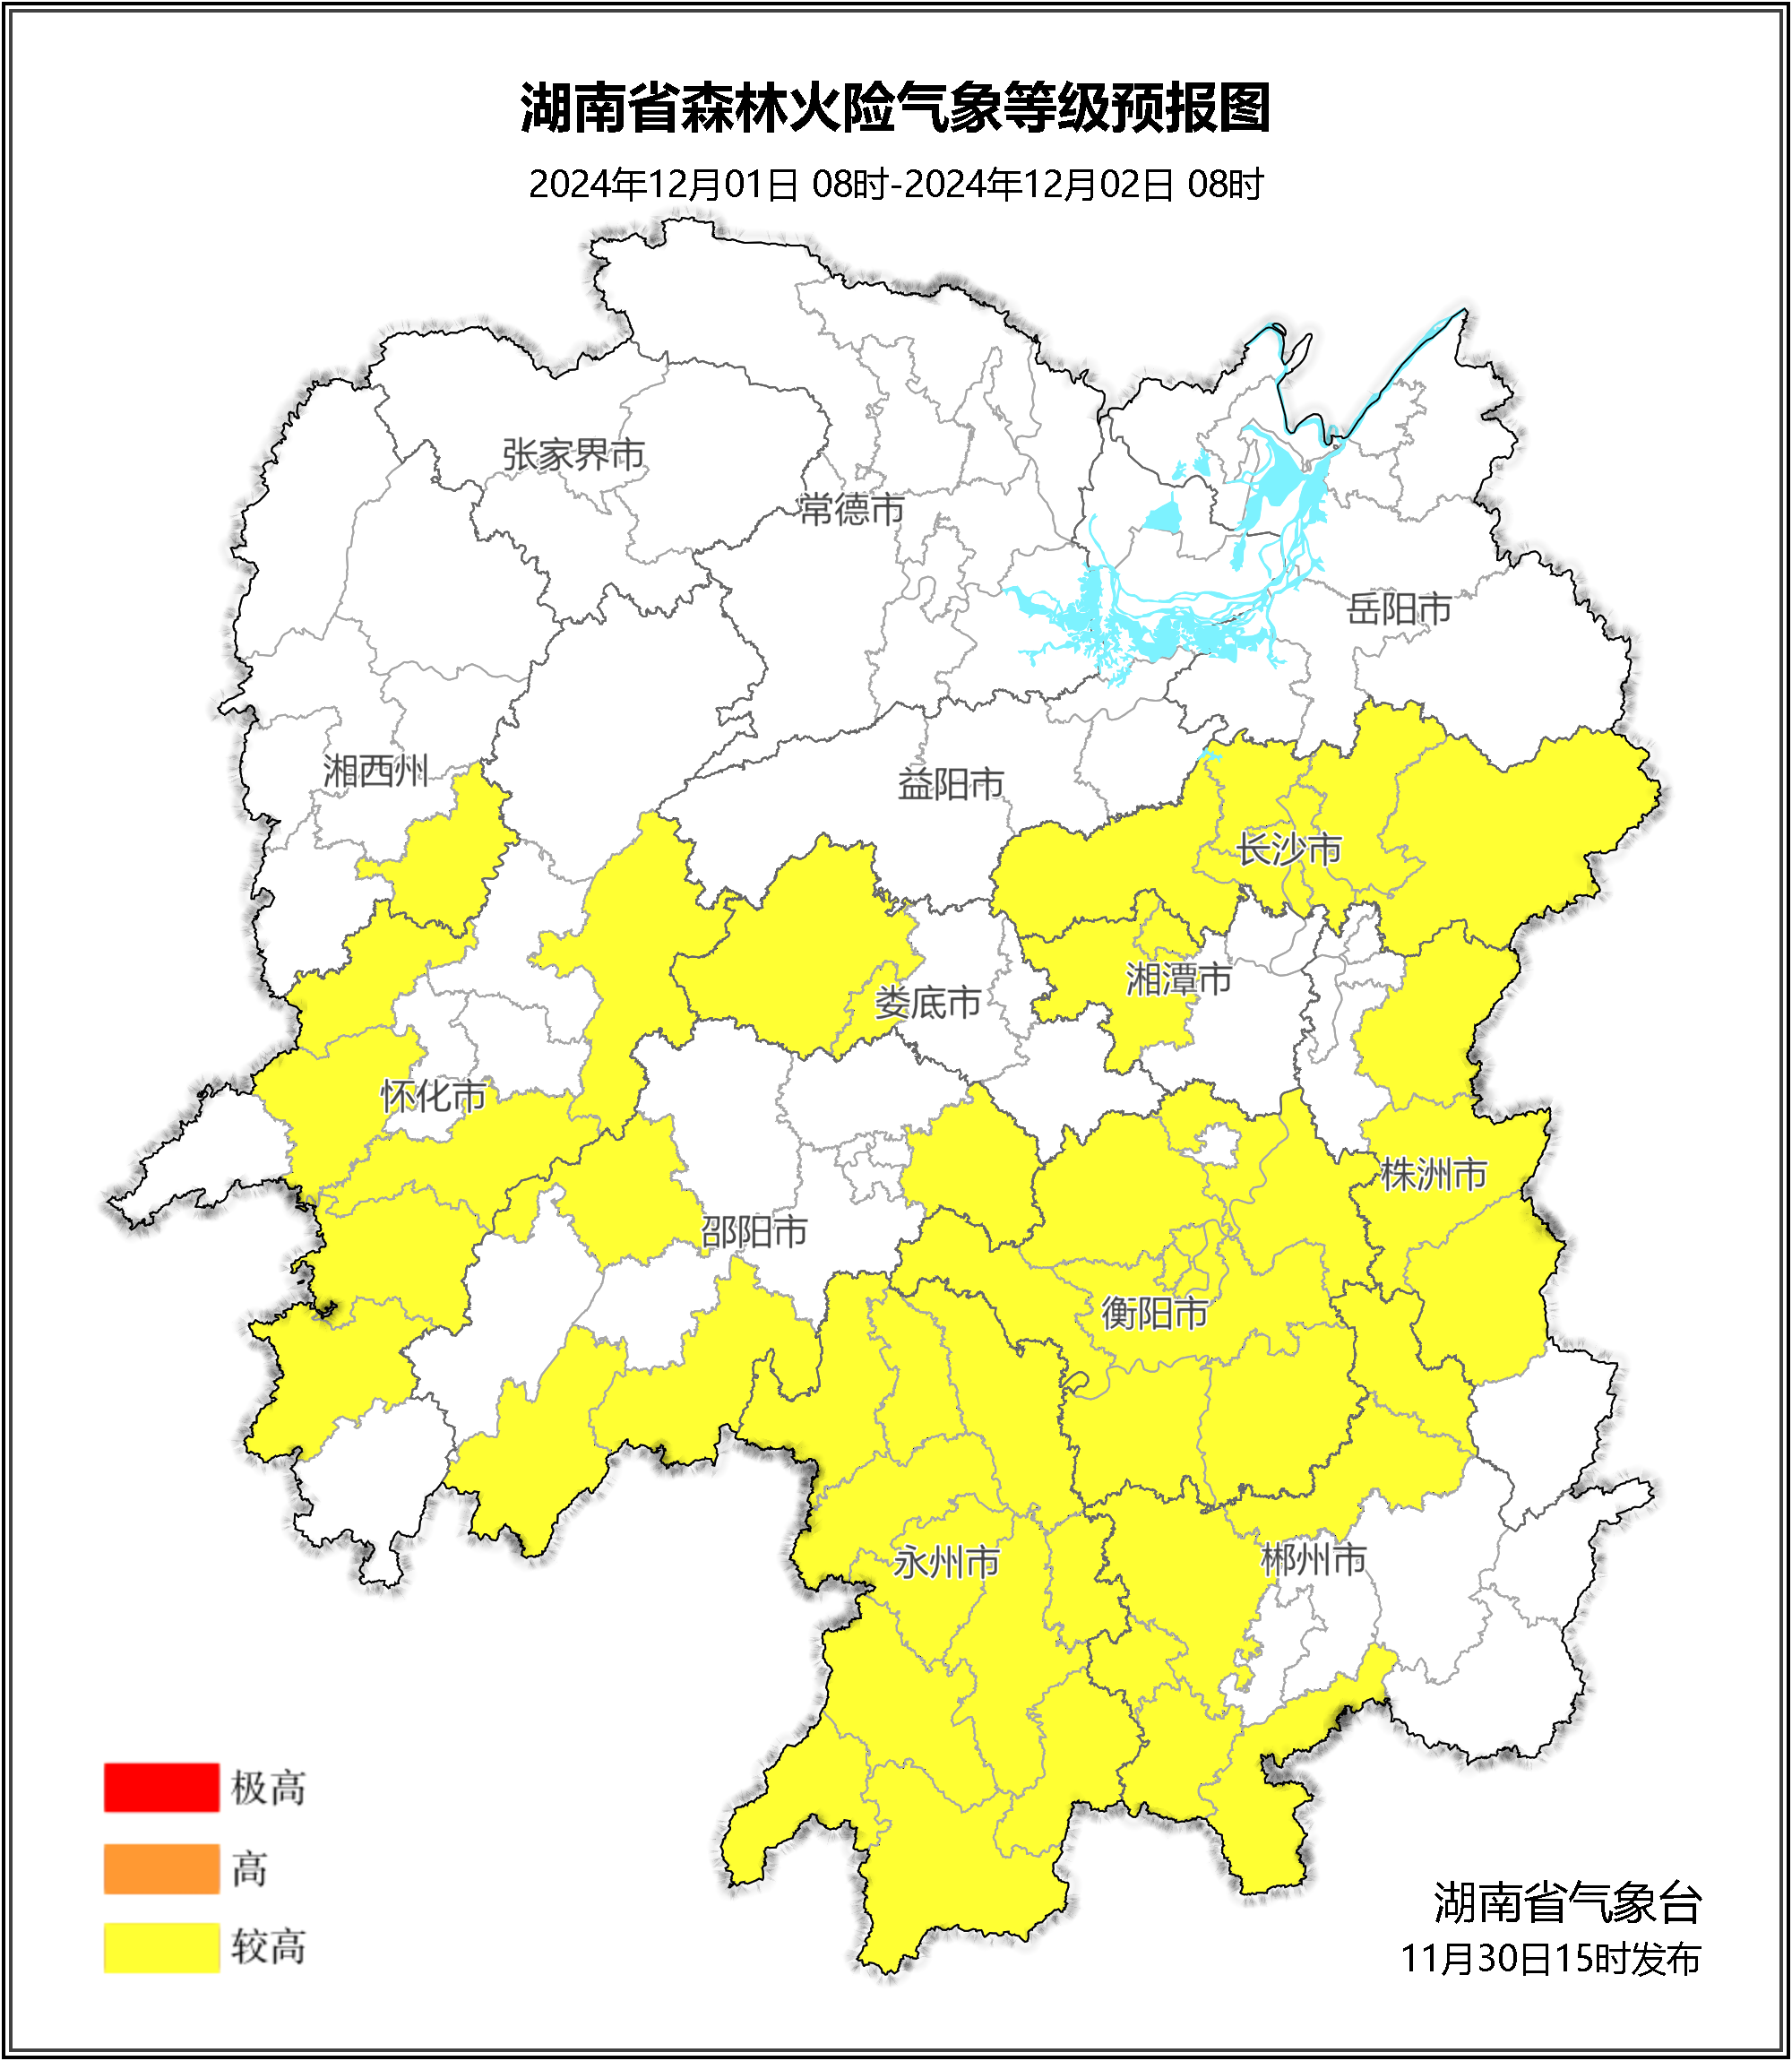 湖南省森林火险气象等级预报图
2024年12月01日 08时-2024年12月02日 08时
张家界市
常德市
岳阳市
湘西州
益阳市
长沙市
湘潭市
娄底市
怀化市
株洲市
邵阳市
衡阳市
永州市
郴州市
极高
高
较高
湖南省气象台
11月30日15时发布